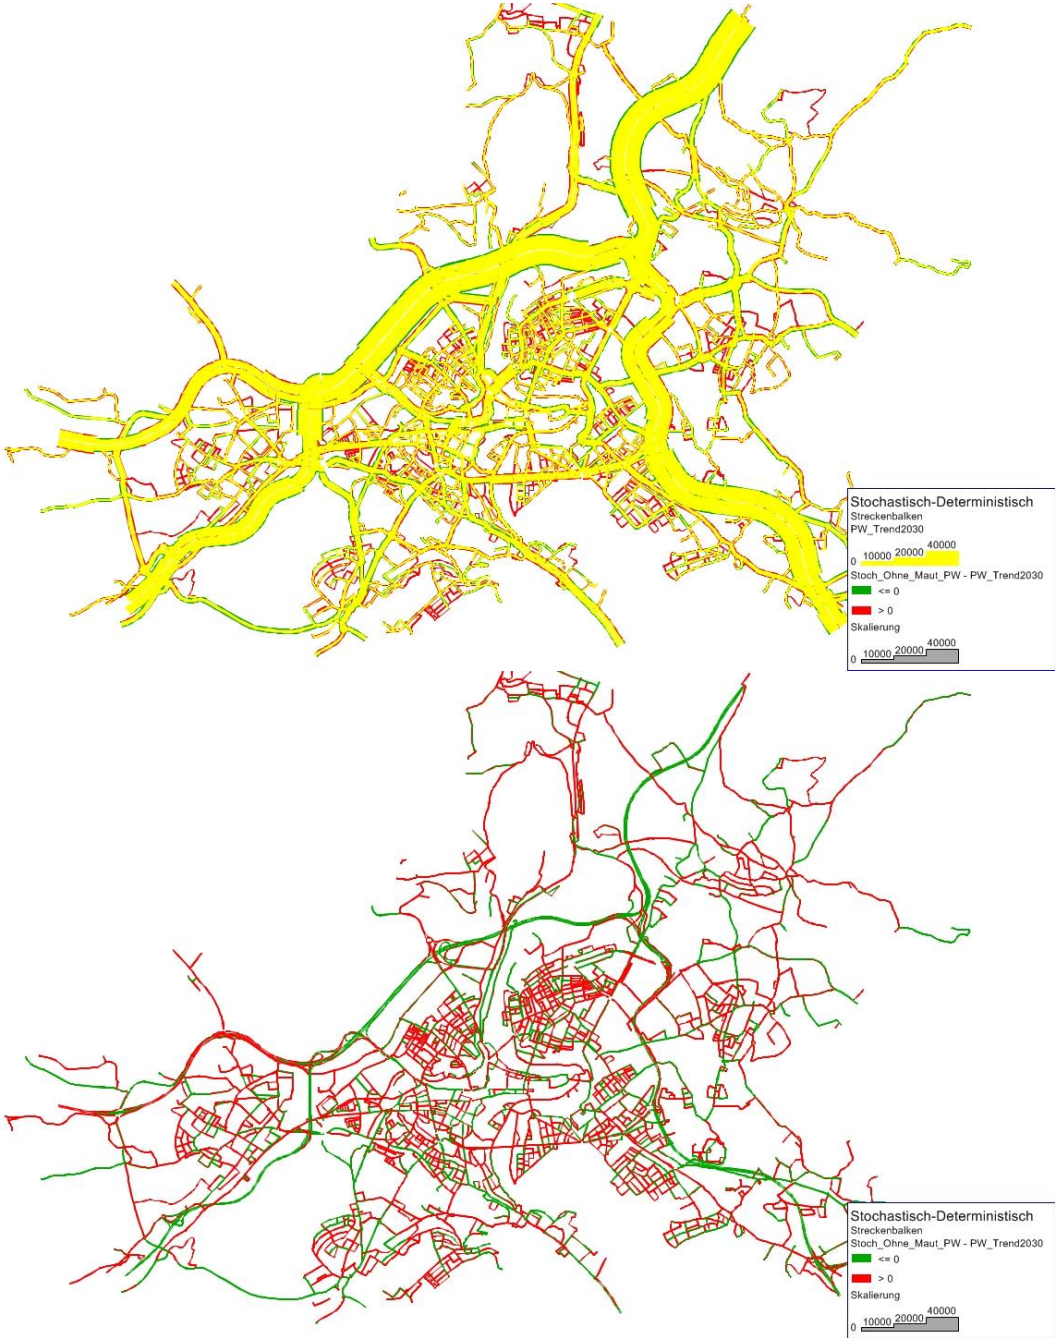 Stochastisch-Deterministisch
Streckenbalken
PW_Trend2030
0 10000 20000 40000
Stoch_Ohne_Maut_PW - PW_Trend2030
<= 0
> 0
Skalierung
0 10000 20000 40000
Stochastisch-Deterministisch
Streckenbalken
Stoch_Ohne_Maut_PW - PW_Trend2030
<= 0
> 0
Skalierung
0 10000 20000 40000